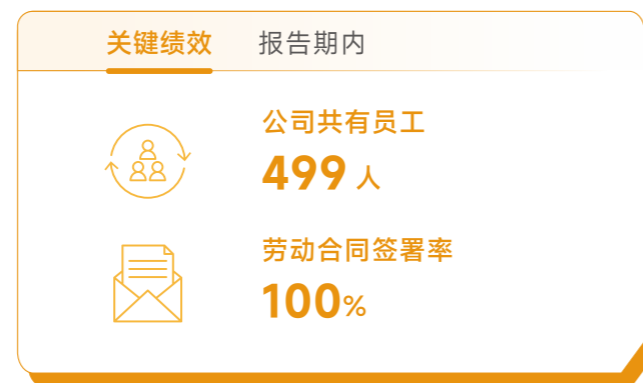 关键绩效 报告期内
公司共有员工
499 人
劳动合同签署率
100%